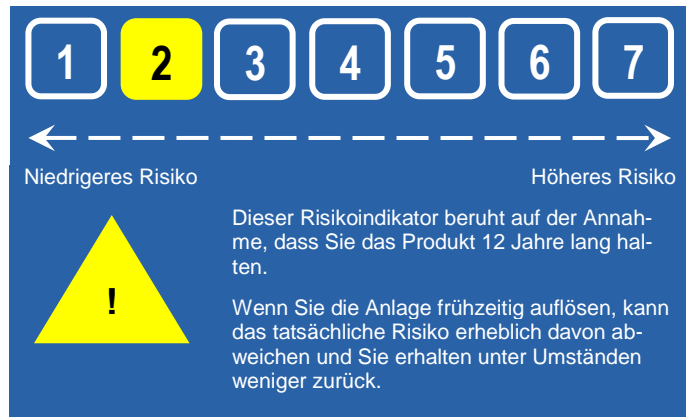 1 2 3 4 5 6 7
Niedrigeres Risiko Höheres Risiko
Dieser Risikoindikator beruht auf der Annah-
me, dass Sie das Produkt 12 Jahre lang hal-
ten.
!
Wenn Sie die Anlage frühzeitig auflösen, kann
das tatsächliche Risiko erheblich davon ab-
weichen und Sie erhalten unter Umständen
weniger zurück.